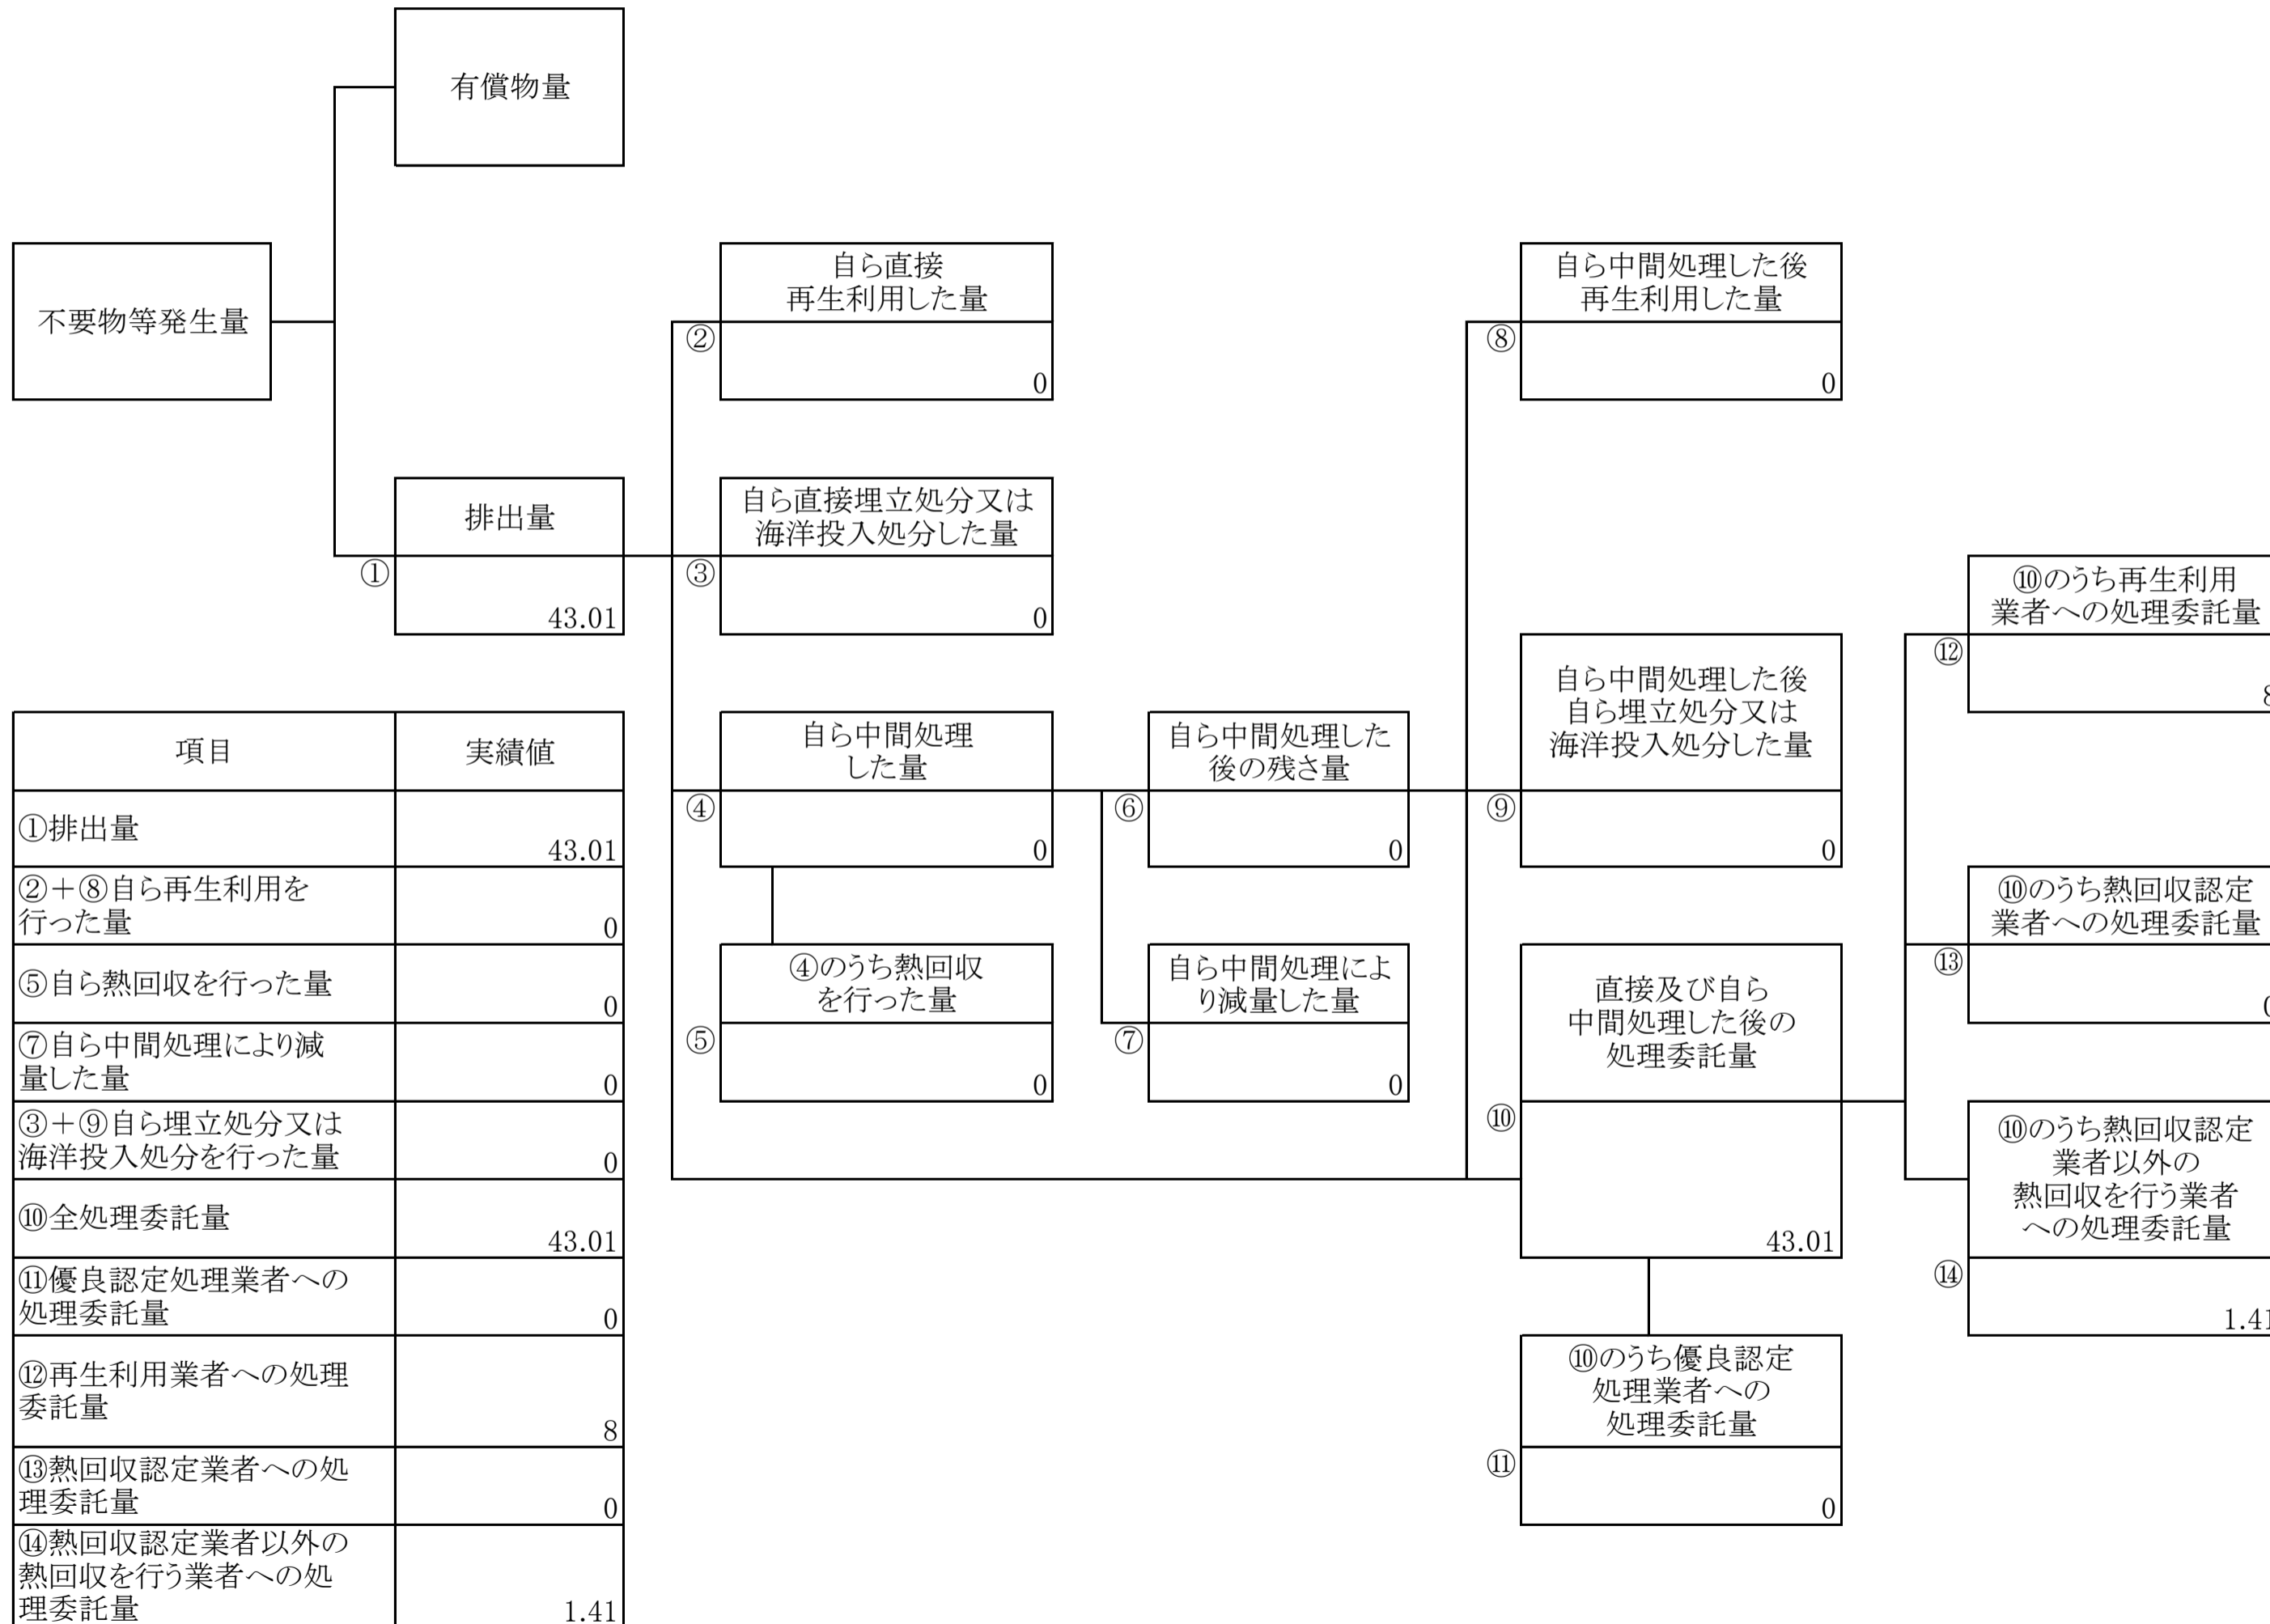 有償物量
不要物等発生量
自ら直接
再生利用した量
②
0
自ら中間処理した後
再生利用した量
⑧
0
排出量
①
43.01
自ら直接埋立処分又は
海洋投入処分した量
③
0
⑩のうち再生利用
業者への処理委託量
⑫
8
自ら中間処理
した量
④
0
自ら中間処理した
後の残さ量
⑥
0
自ら中間処理した後
自ら埋立処分又は
海洋投入処分した量
⑨
0
⑩のうち熱回収認定
業者への処理委託量
⑬
0
④のうち熱回収
を行った量
⑤
0
自ら中間処理によ
り減量した量
⑦
0
直接及び自ら
中間処理した後の
処理委託量
⑩
43.01
⑩のうち熱回収認定
業者以外の
熱回収を行う業者
への処理委託量
⑭
1.41
⑩のうち優良認定
処理業者への
処理委託量
⑪
0
項目 実績値
①排出量
43.01
②+⑧自ら再生利用を
行った量
0
⑤自ら熱回収を行った量
0
⑦自ら中間処理により減
量した量
0
③+⑨自ら埋立処分又は
海洋投入処分を行った量
0
⑩全処理委託量
43.01
⑪優良認定処理業者への
処理委託量
0
⑫再生利用業者への処理
委託量
8
⑬熱回収認定業者への処
理委託量
0
⑭熱回収認定業者以外の
熱回収を行う業者への処
理委託量
1.41